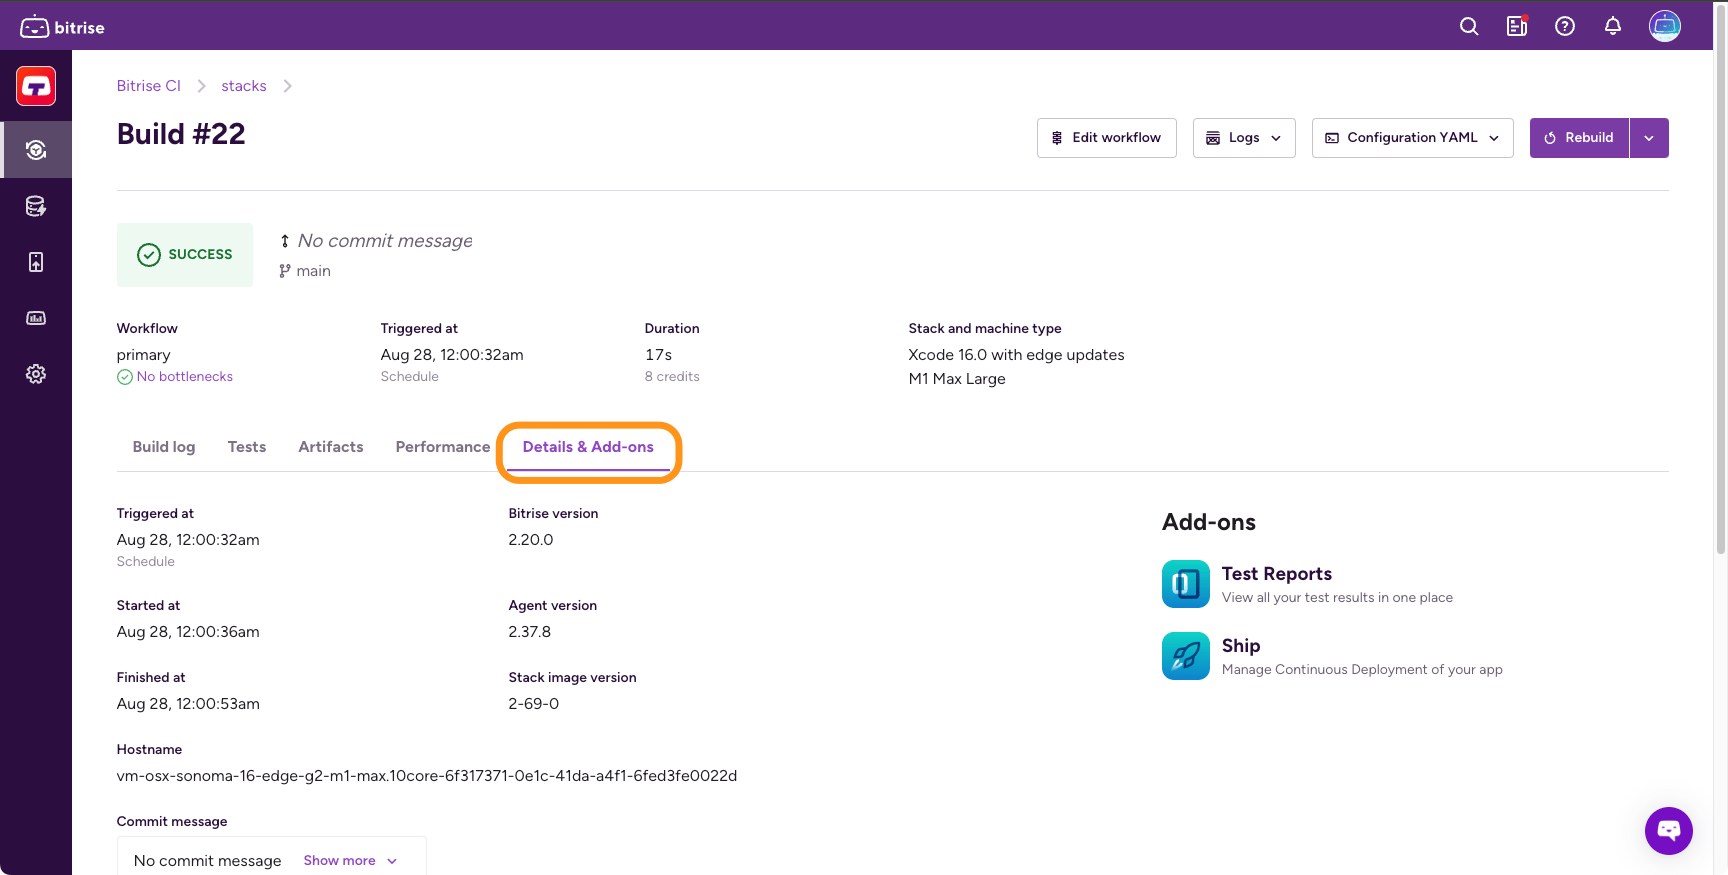 bitrise
Bitrise CI
stacks
Build #22
Edit workflow
Logs
Configuration YAML
Rebuild
SUCCESS
No commit message
main
Workflow
primary
No bottlenecks
Triggered at
Aug 28, 12:00:32am
Schedule
Duration
17s
8 credits
Stack and machine type
Xcode 16.0 with edge updates
M1 Max Large
Build log
Tests
Artifacts
Performance
Details & Add-ons
Triggered at
Aug 28, 12:00:32am
Schedule
Bitrise version
2.20.0
Started at
Aug 28, 12:00:36am
Agent version
2.37.8
Finished at
Aug 28, 12:00:53am
Stack image version
2-69-0
Hostname
vm-osx-sonoma-16-edge-g2-m1-max.10core-6f317371-0e1c-41da-a4f1-6fed3fe0022d
Commit message
No commit message
Show more
Add-ons
Test Reports
View all your test results in one place
Ship
Manage Continuous Deployment of your app